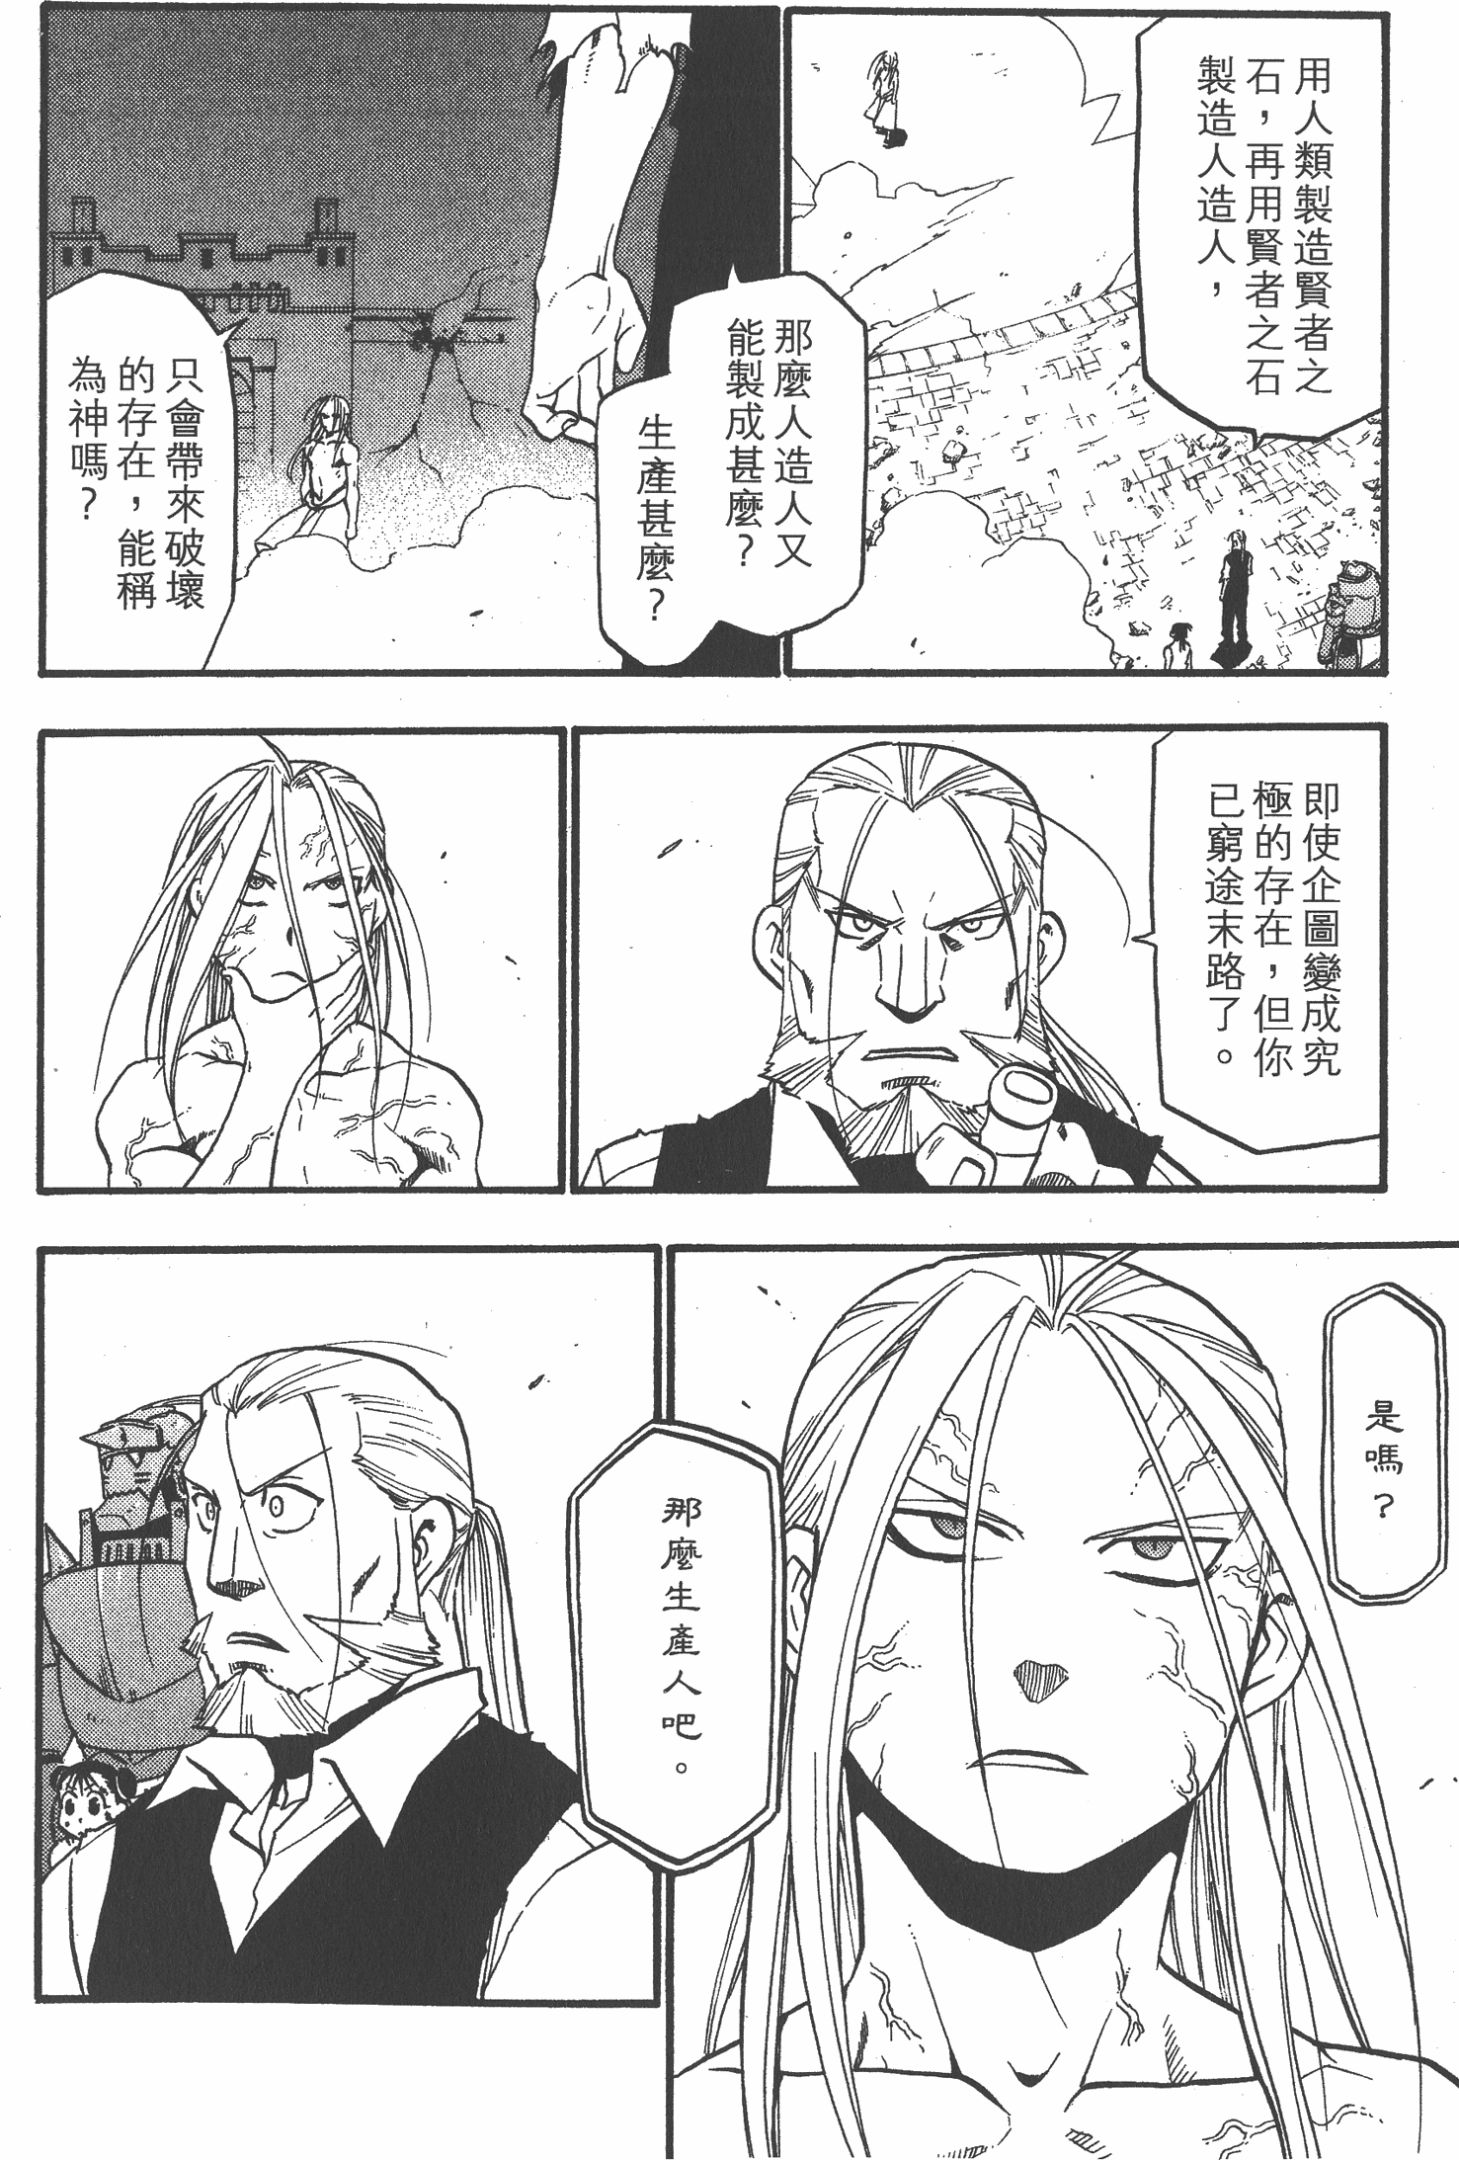 用人類製造賢者之
石，再用賢者之石
製造人造人，
那麼人造人又
能製成甚麼？
生產甚麼？
只會帶來破壞
的存在，能稱
為神嗎？
即使企圖變成究
極的存在，但你
已窮途末路了。
是嗎？
那麼生產人吧。